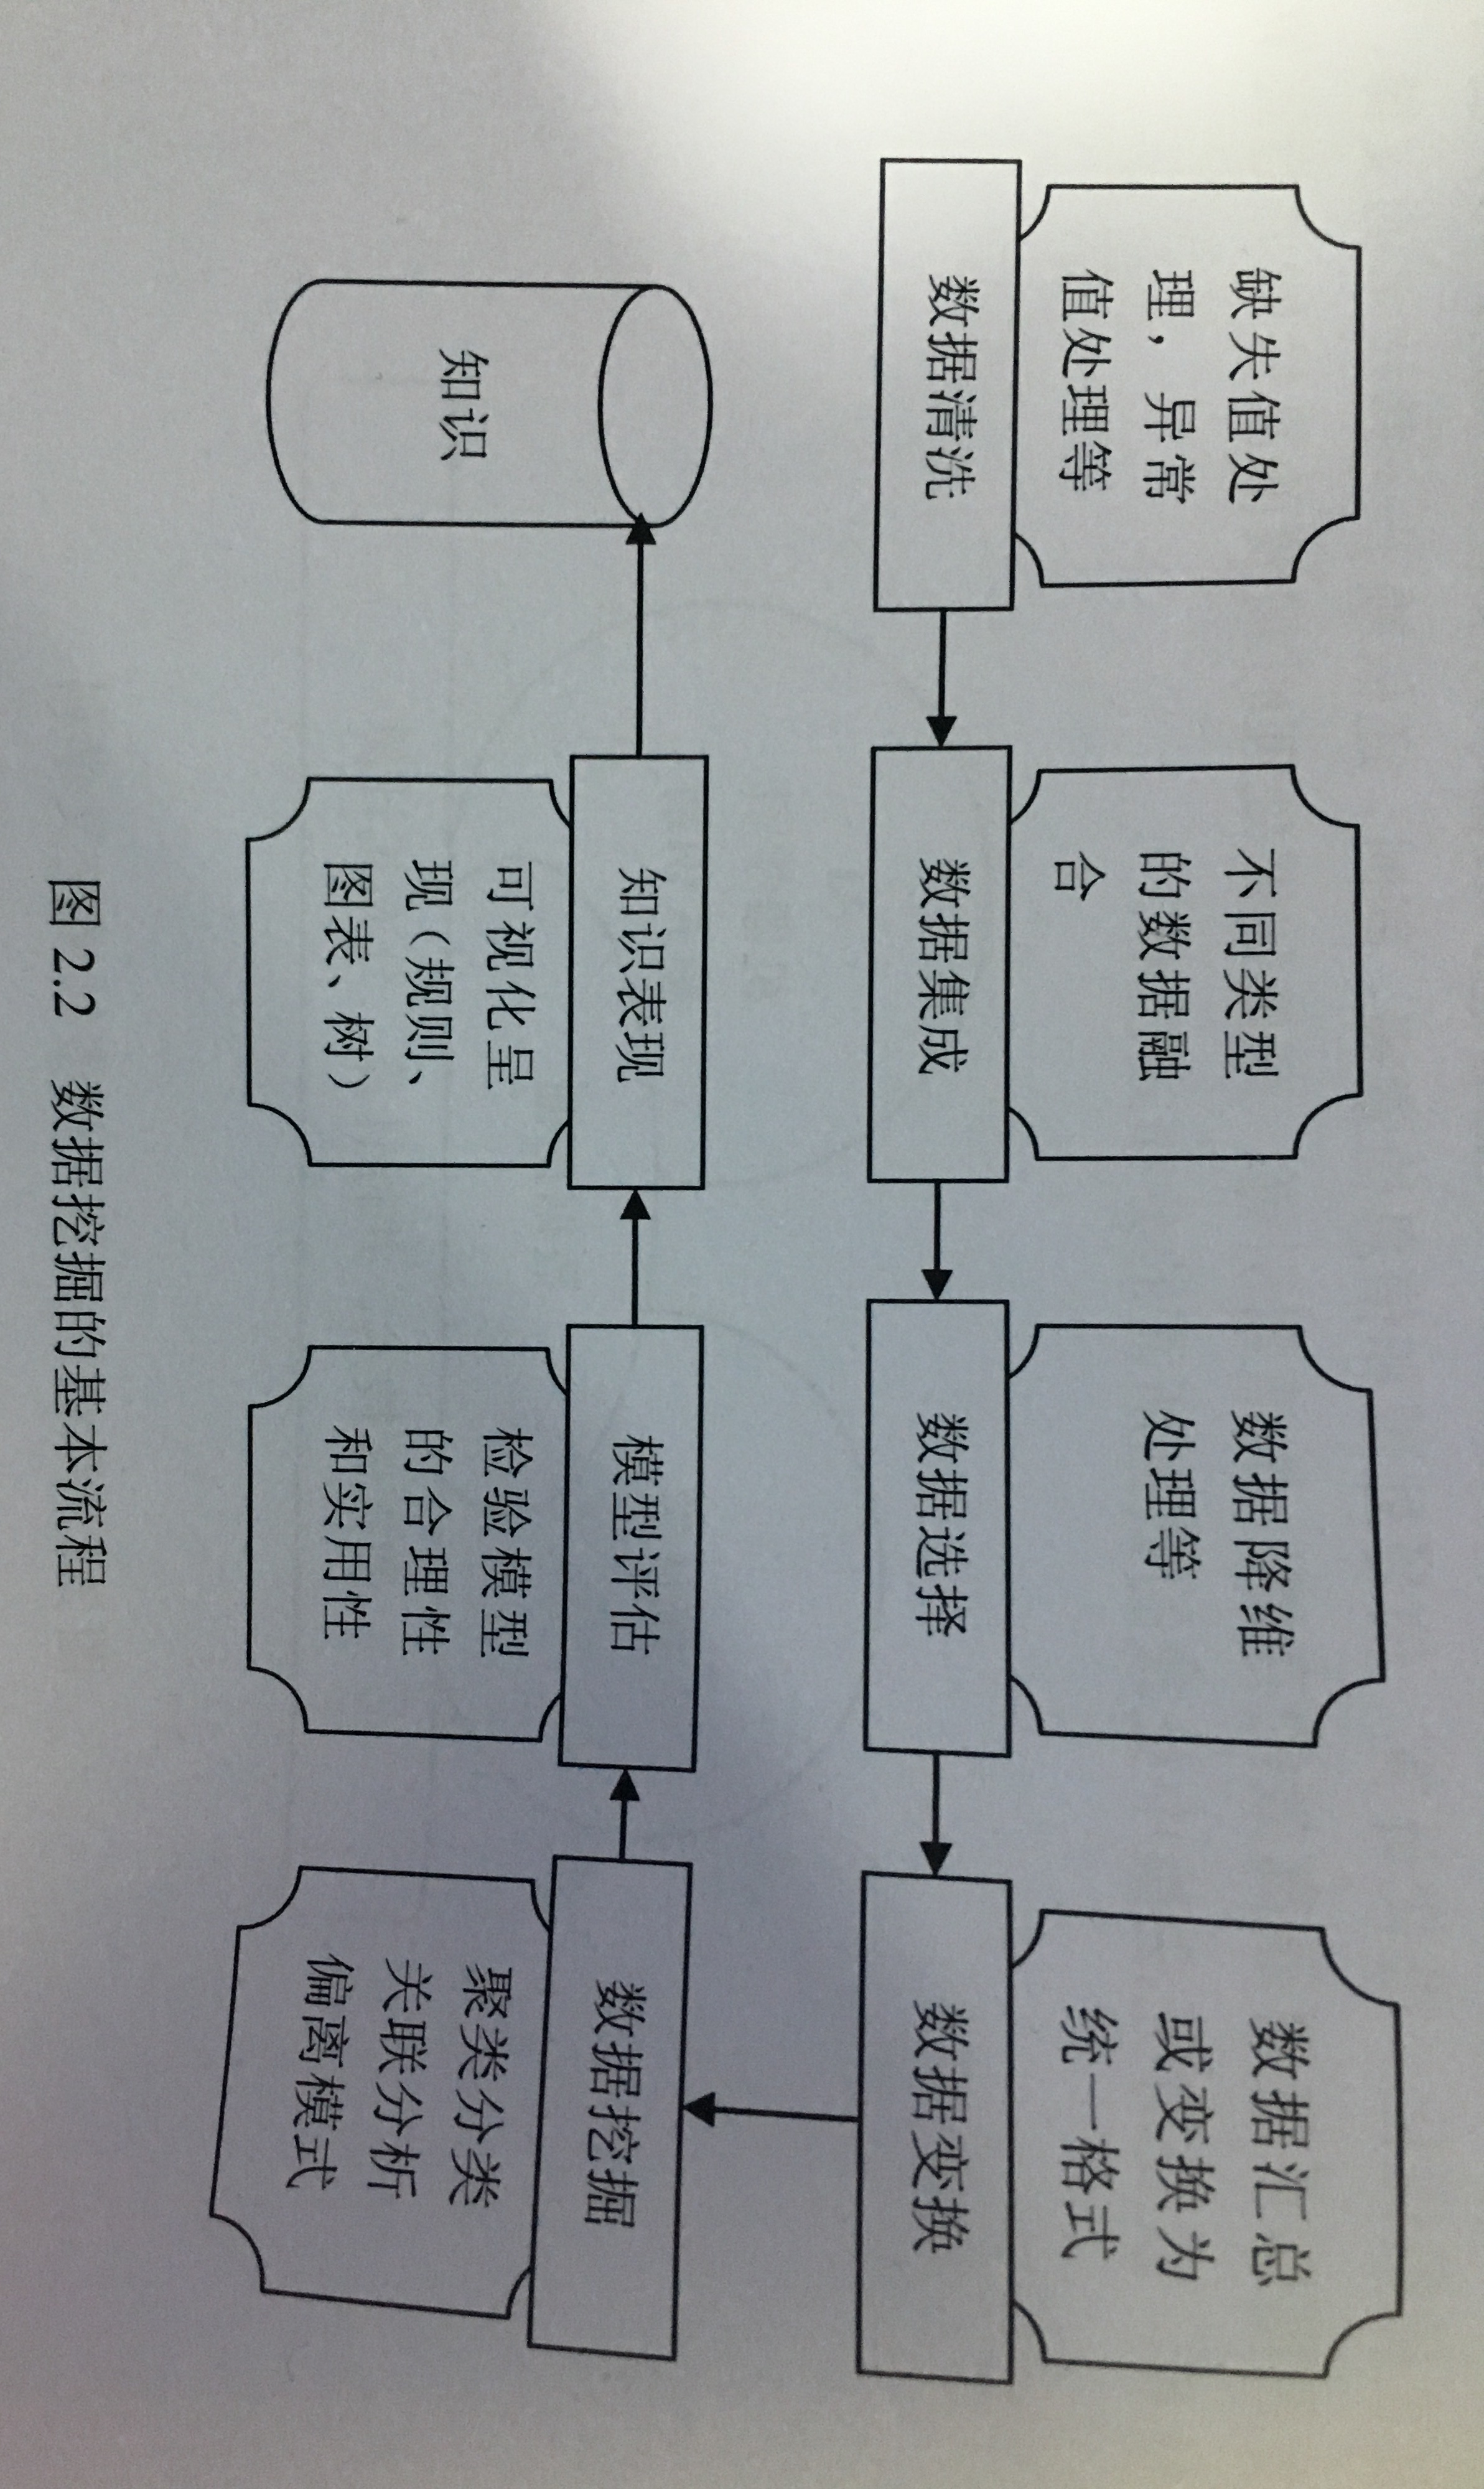 缺失值处
理，异常
值处理等
数据清洗
不同类型
的数据融
合
数据集成
数据降维
处理等
数据选择
数据汇总
或变换为
统一格式
数据变换
数据挖掘
聚类分类
关联分析
偏离模式
模型评估
检验模型
的合理性
和实用性
知识表现
可视化呈
现（规则、
图表、树）
知识
图 2.2 数据挖掘的基本流程